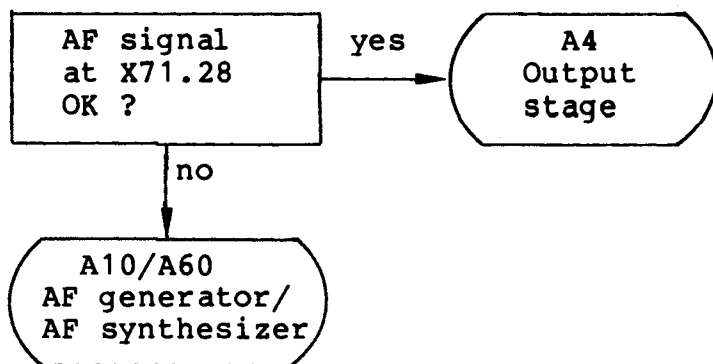 AF signal
at X71.28
OK ?
yes
A4
Output
stage
no
A10/A60
AF generator/
AF synthesizer